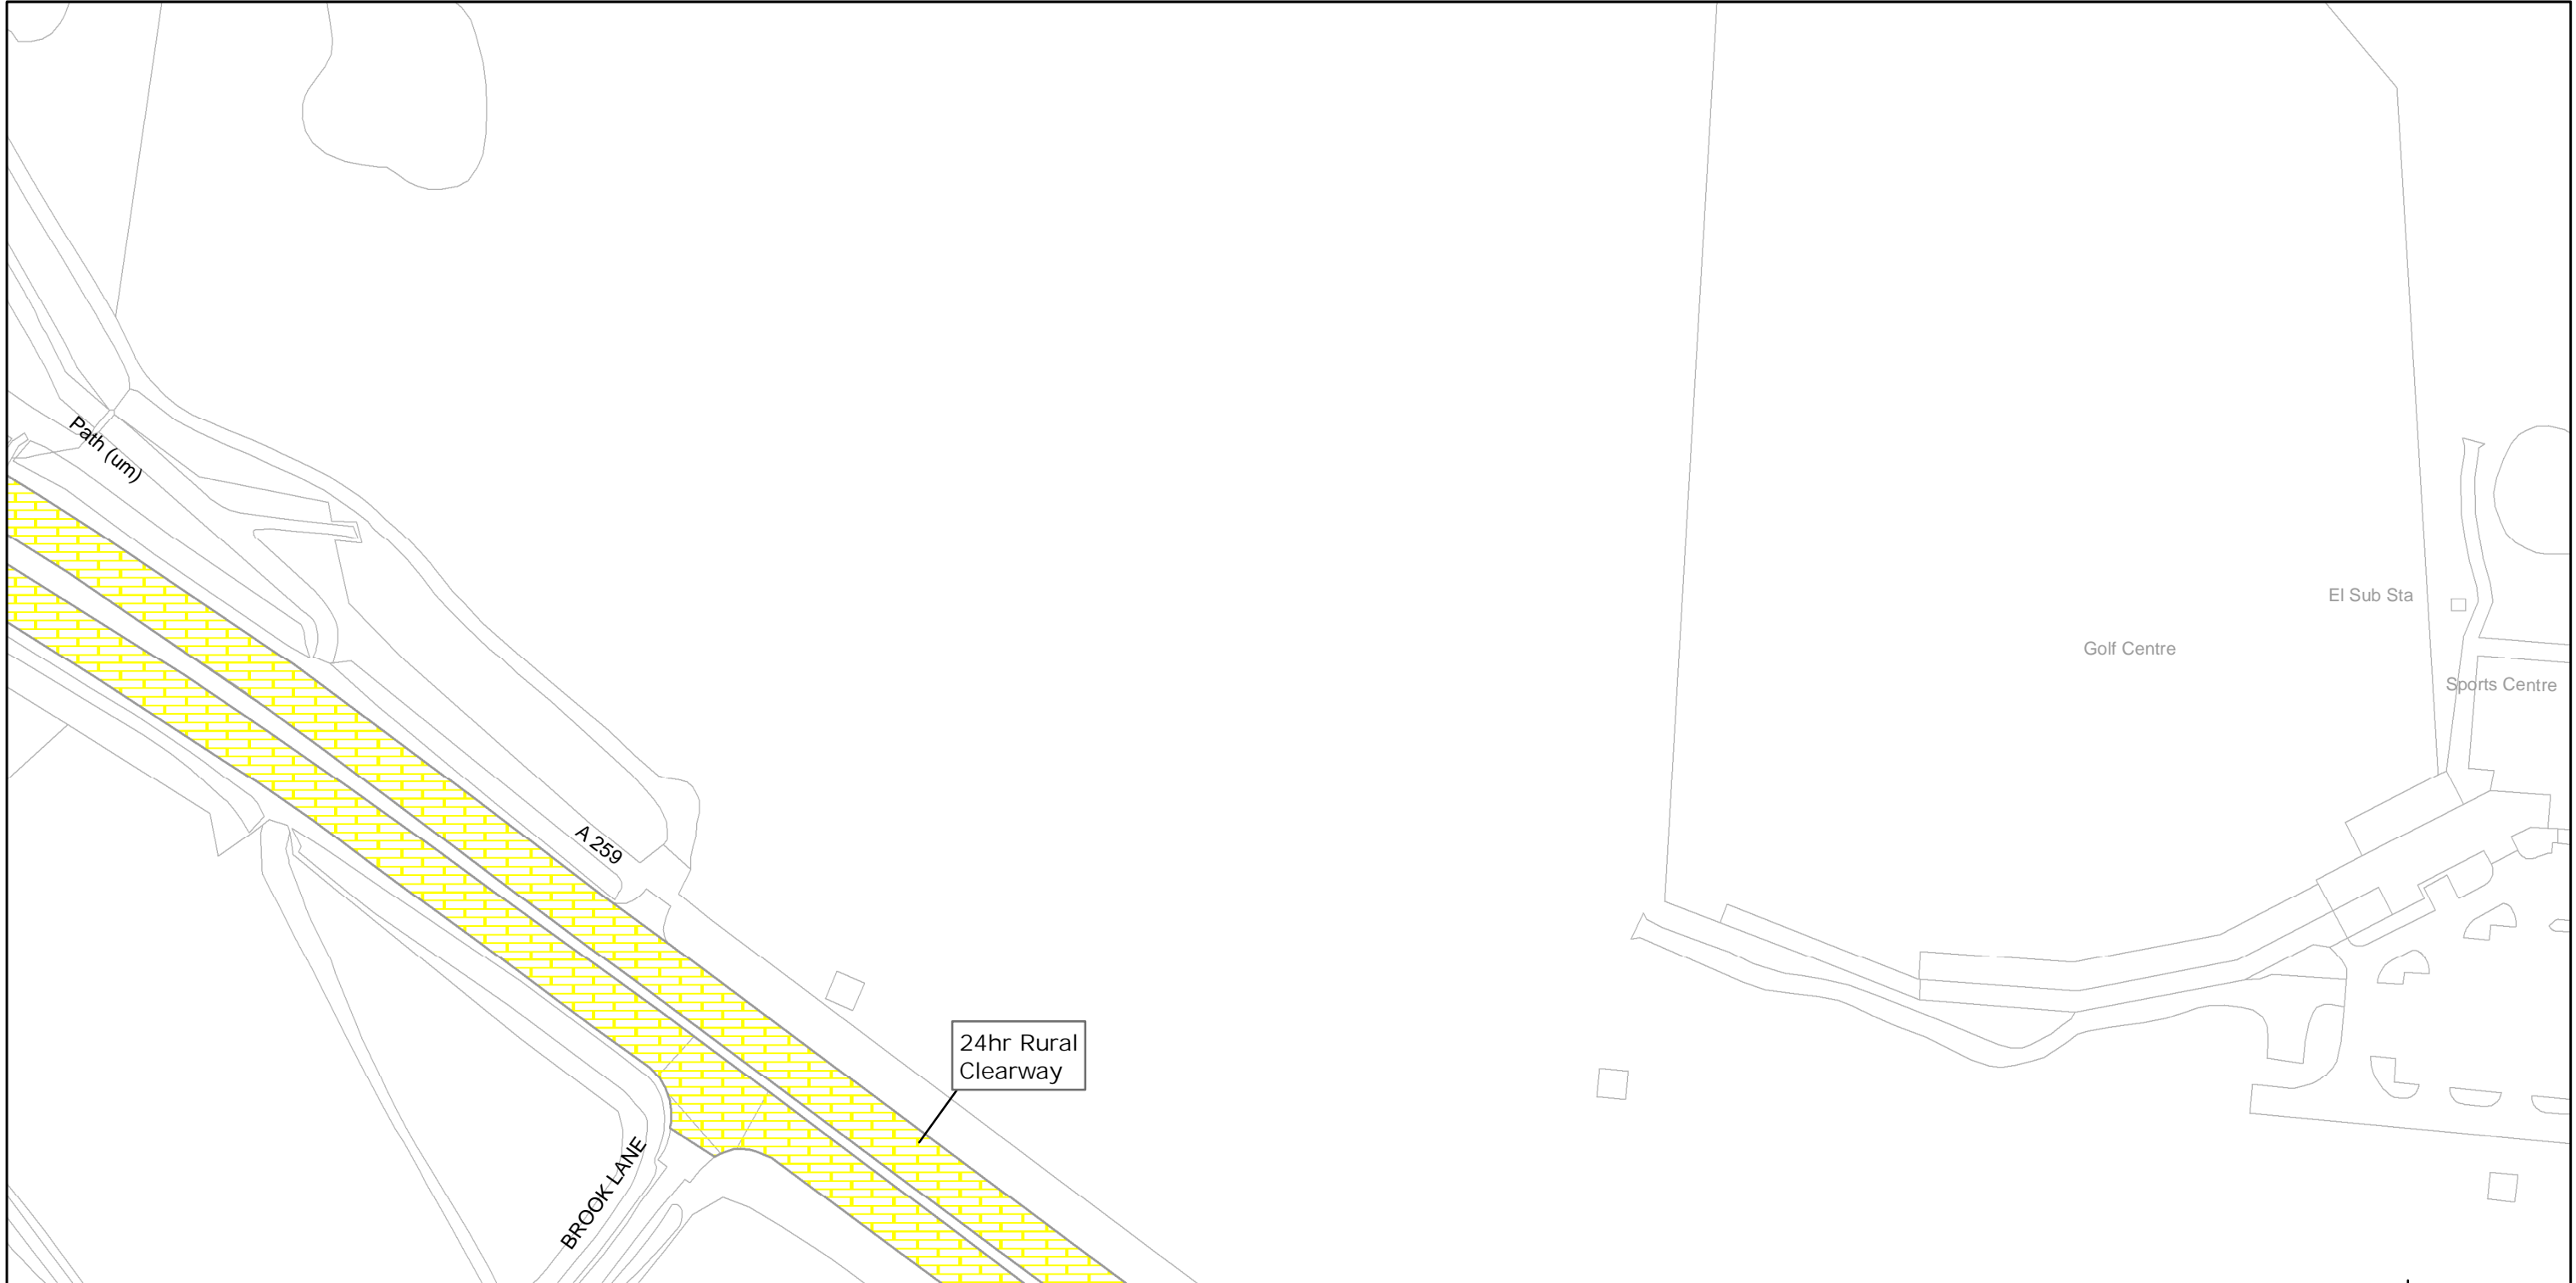 Path (um)
El Sub Sta
Golf Centre
Sports Centre
A 259
24hr Rural
Clearway
BROOK LANE